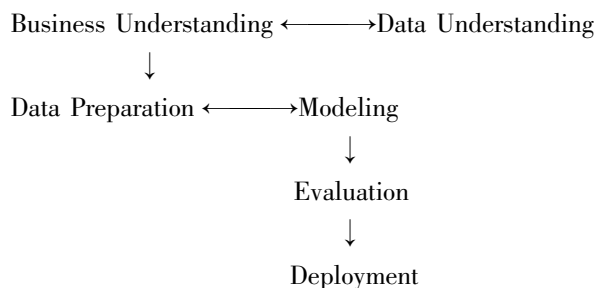 Business Understanding Data Understanding
Data Preparation Modeling
Evaluation
Deployment